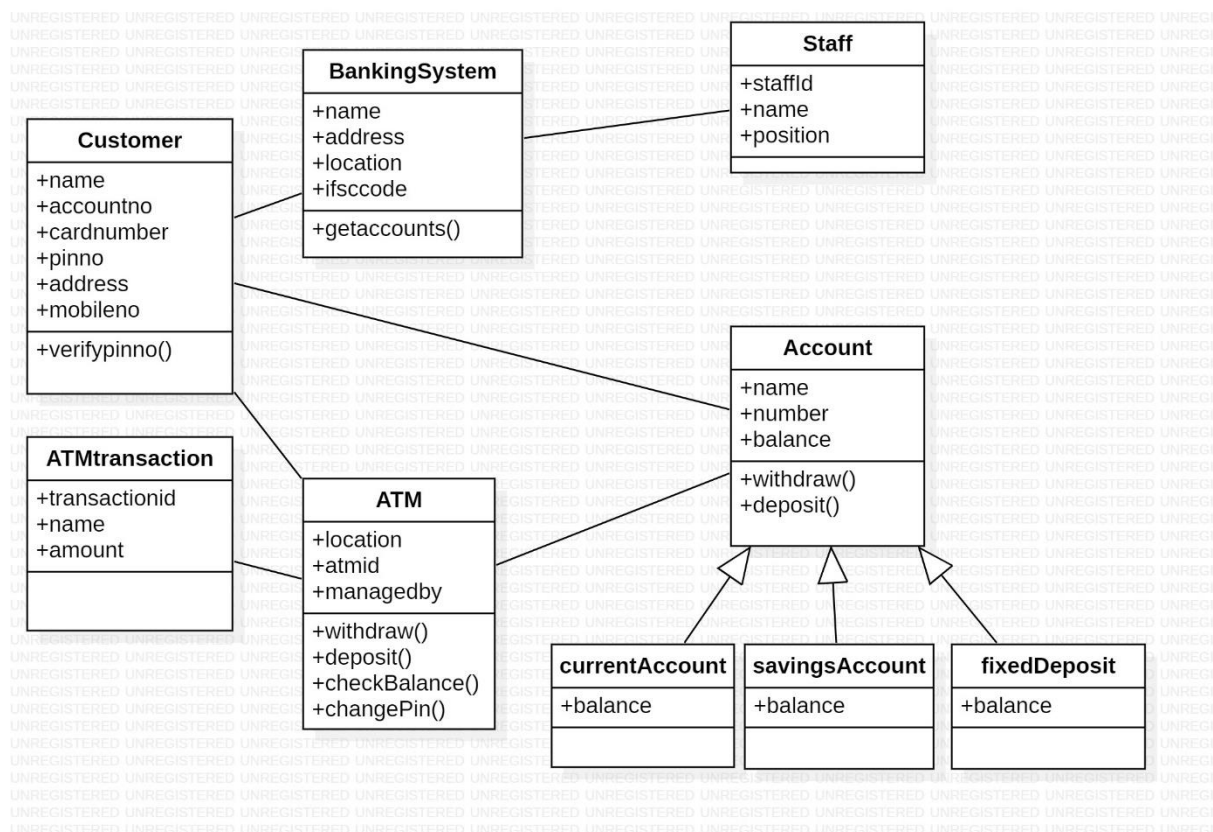 BankingSystem
+name
+address
+location
+ifsccode
+getaccounts()
Staff
+staffId
+name
+position
Customer
+name
+accountno
+cardnumber
+pinno
+address
+mobileno
+verifypinno()
Account
+name
+number
+balance
+withdraw()
+deposit()
ATMtransaction
+transactionid
+name
+amount
ATM
+location
+atmid
+managedby
+withdraw()
+deposit()
+checkBalance()
+changePin()
currentAccount
+balance
savingsAccount
+balance
fixedDeposit
+balance
UNREGISTERED